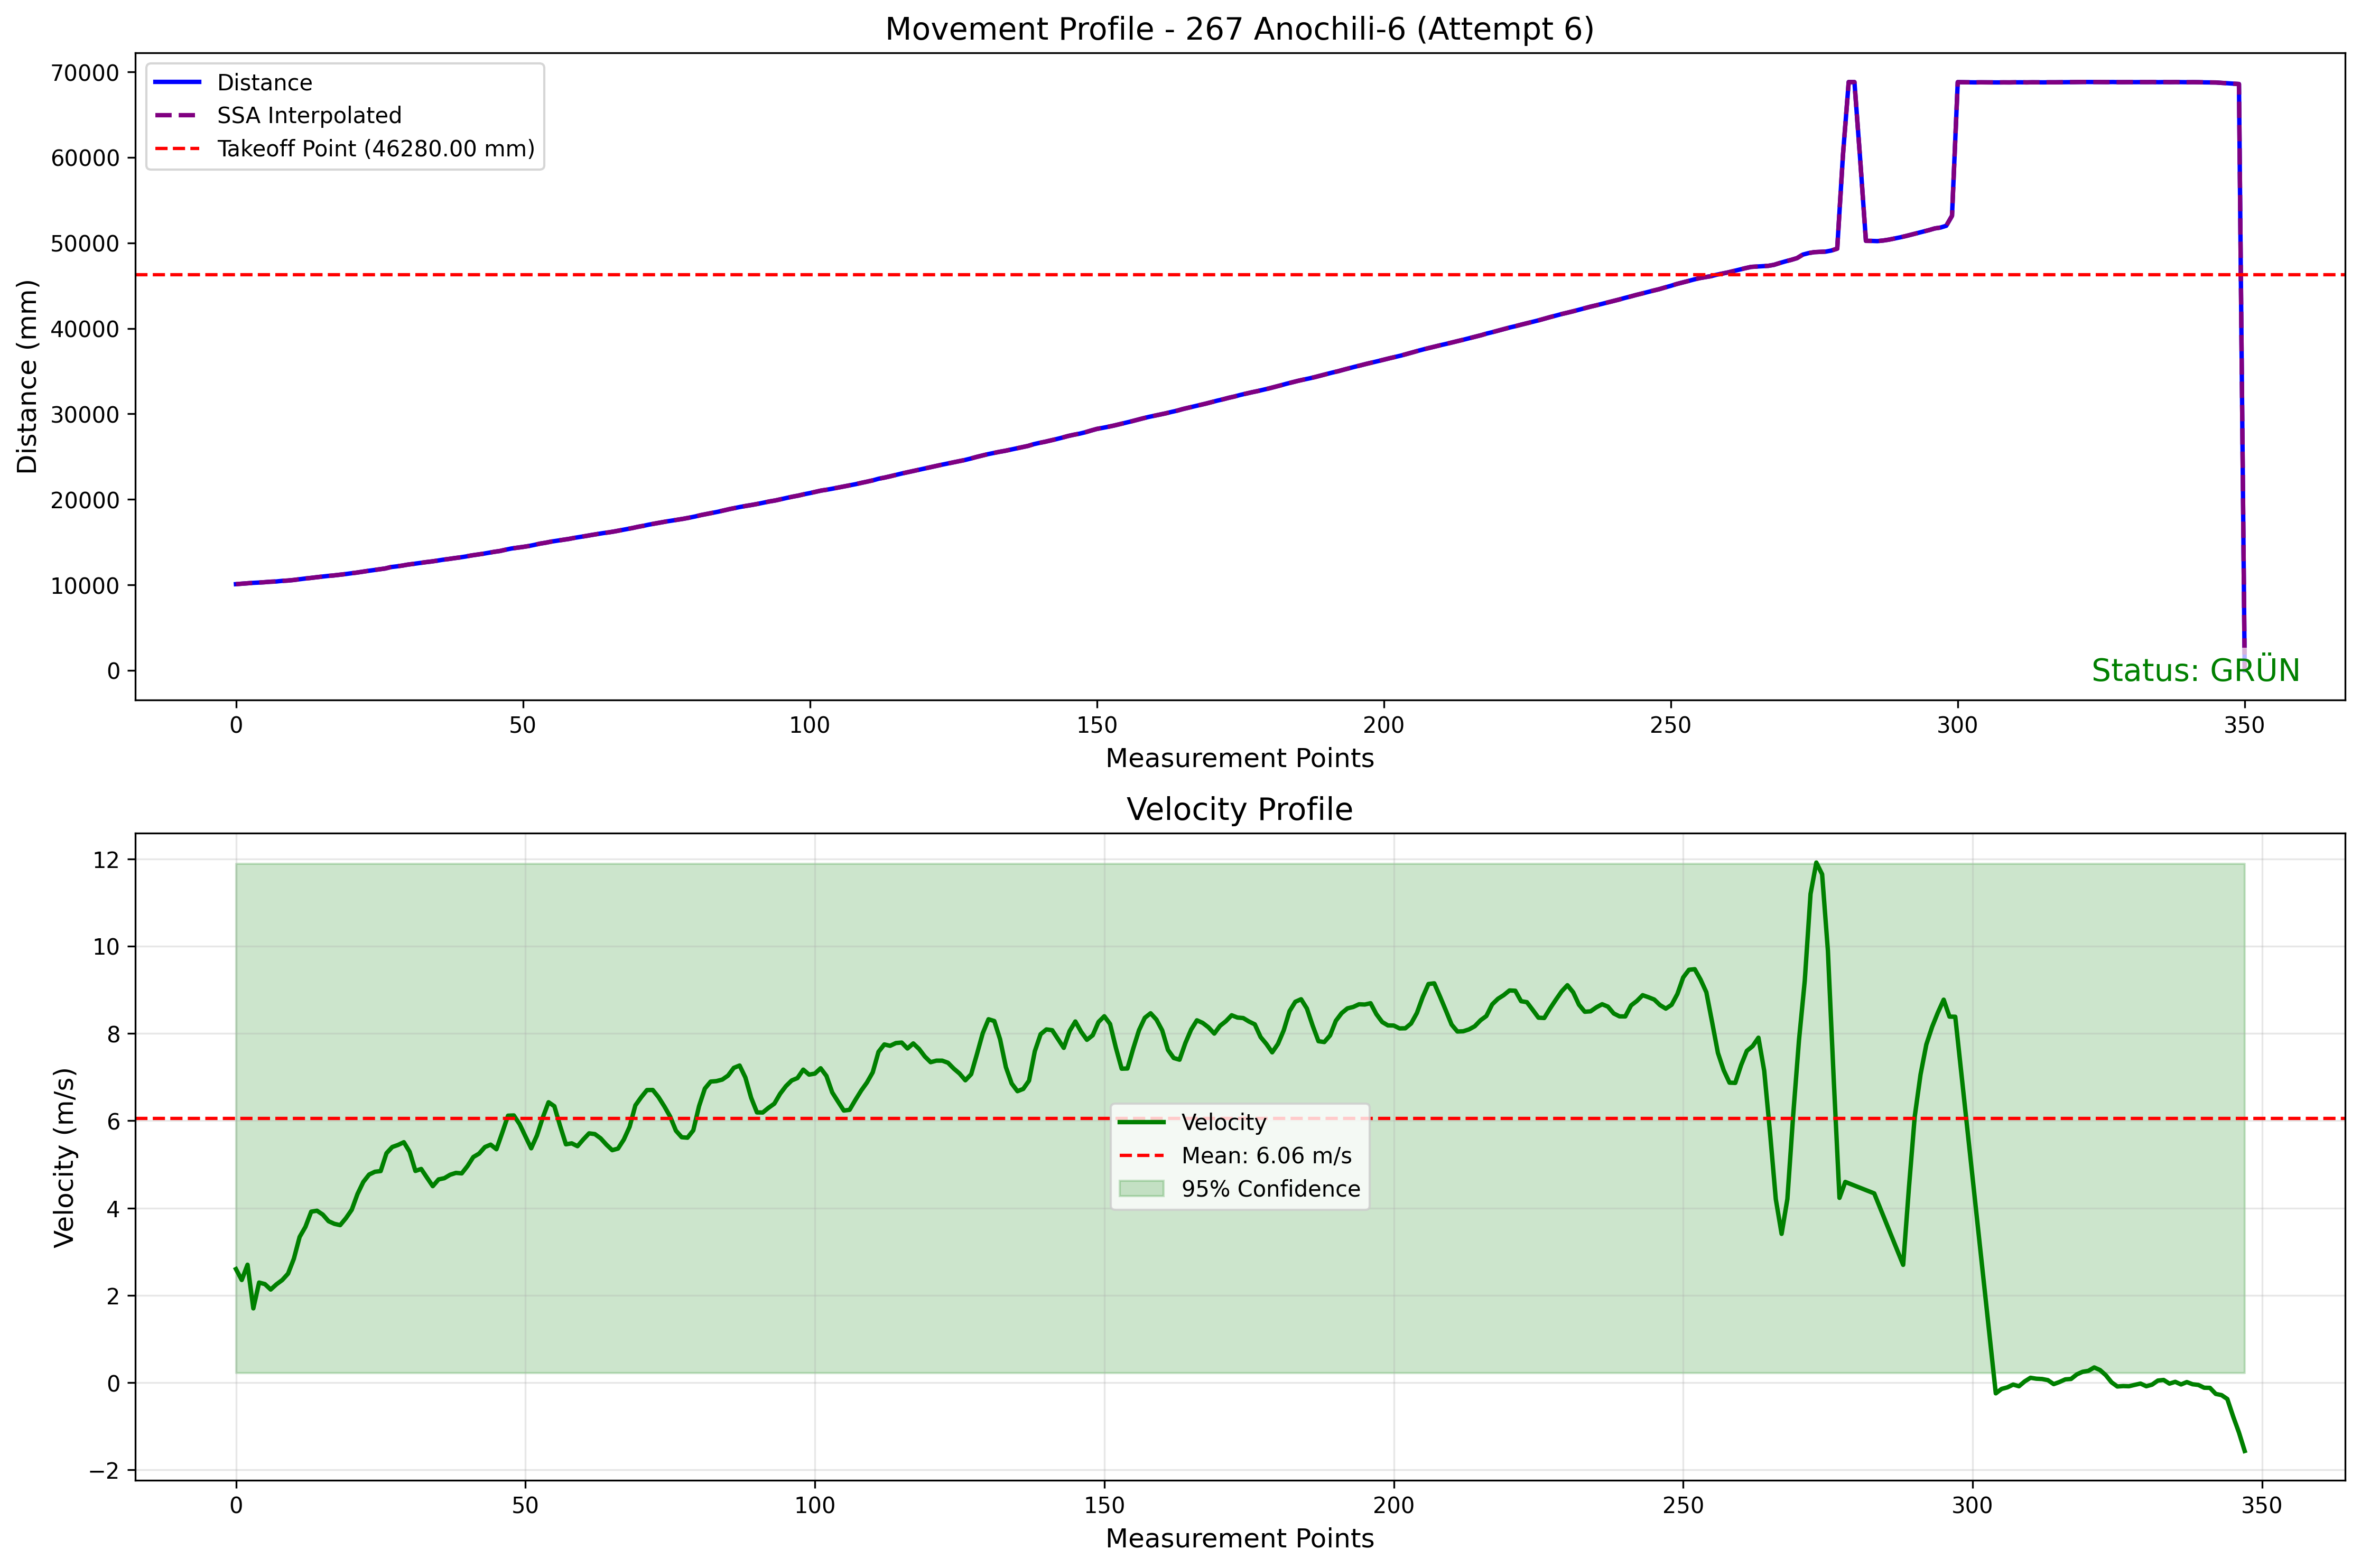 Movement Profile - 267 Anochili-6 (Attempt 6)
Distance
SSA Interpolated
Takeoff Point (46280.00 mm)
Distance (mm)
70000
60000
50000
40000
30000
20000
10000
0
Status: GRÜN
0 50 100 150 200 250 300 350
Measurement Points
Velocity Profile
Velocity (m/s)
12
10
8
6
4
2
0
−2
Velocity
Mean: 6.06 m/s
95% Confidence
0 50 100 150 200 250 300 350
Measurement Points